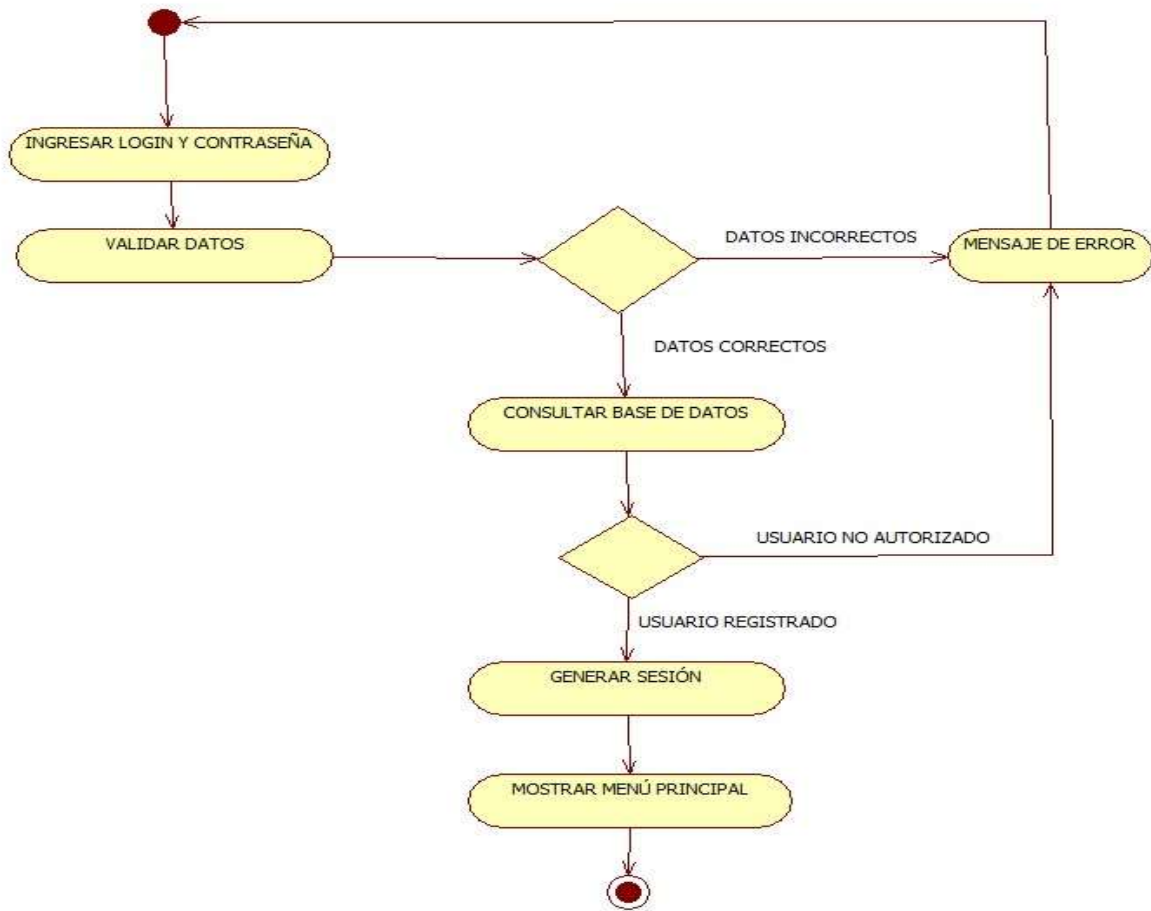 INGRESAR LOGIN Y CONTRASEÑA
VALIDAR DATOS
DATOS INCORRECTOS
MENSAJE DE ERROR
DATOS CORRECTOS
CONSULTAR BASE DE DATOS
USUARIO NO AUTORIZADO
USUARIO REGISTRADO
GENERAR SESIÓN
MOSTRAR MENÚ PRINCIPAL